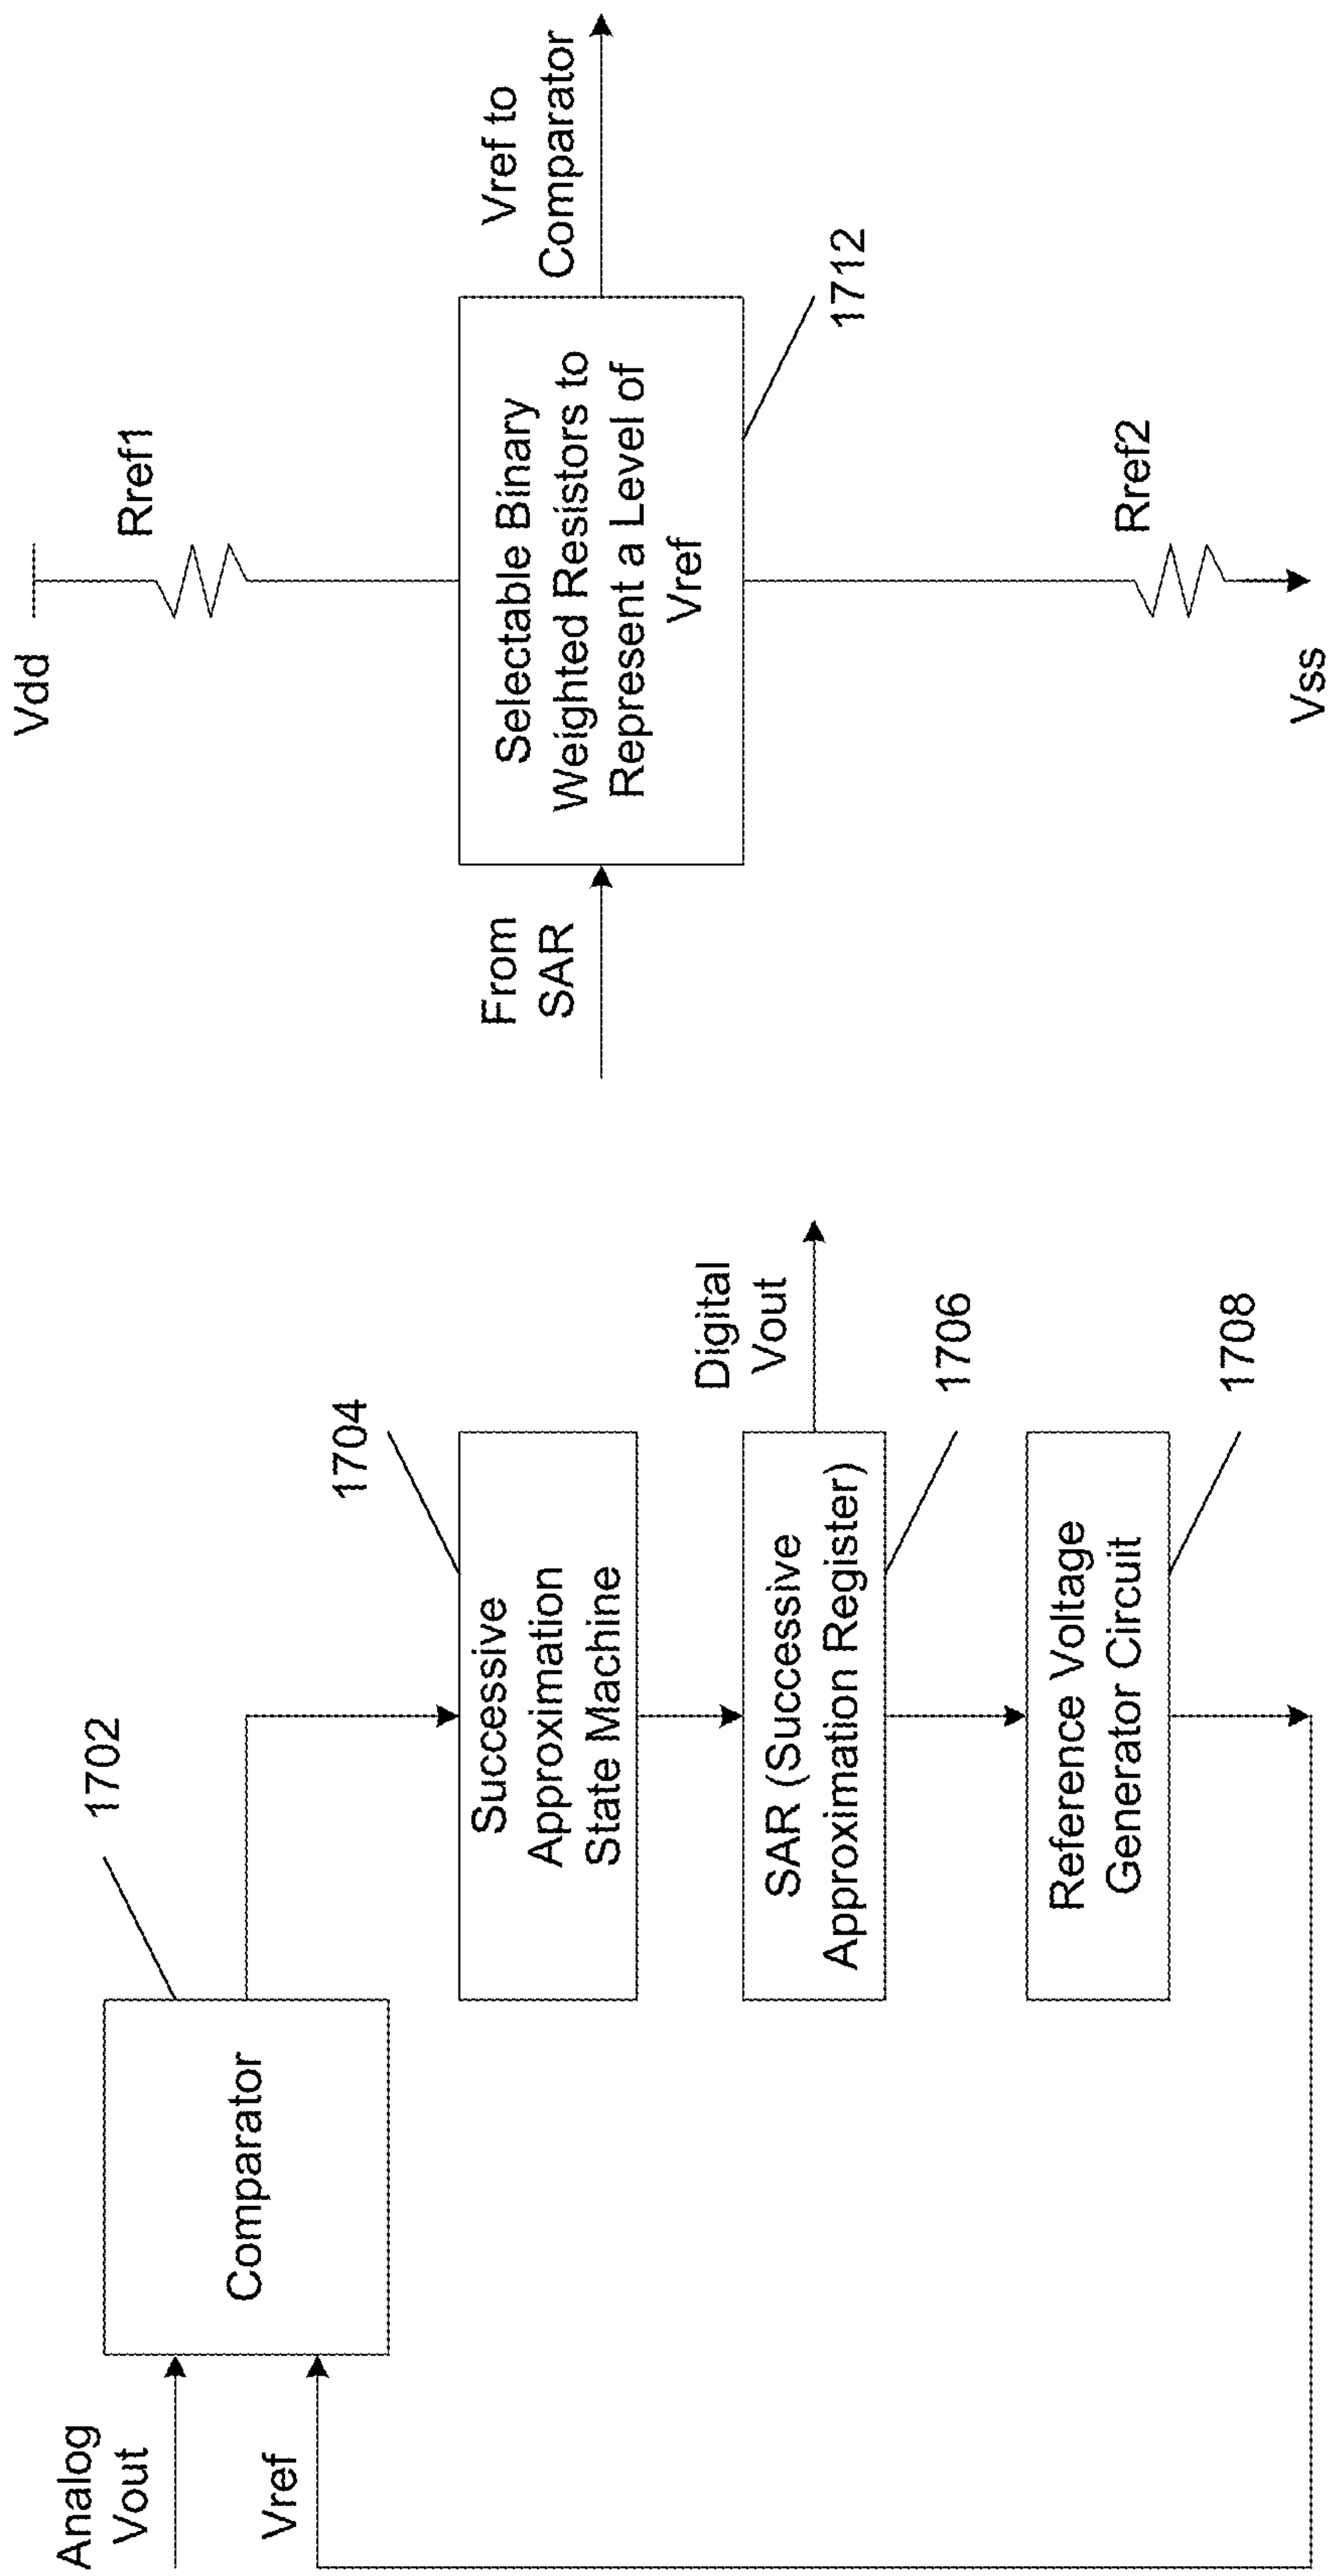 Analog
Vout
Vref
Comparator
1702
1704
Successive
Approximation
State Machine
SAR (Successive
Approximation Register)
Digital
Vout
1706
Reference Voltage
Generator Circuit
1708
Vdd
Rref1
From
SAR
Selectable Binary
Weighted Resistors to
Represent a Level of
Vref
Vref to
Comparator
1712
Rref2
Vss